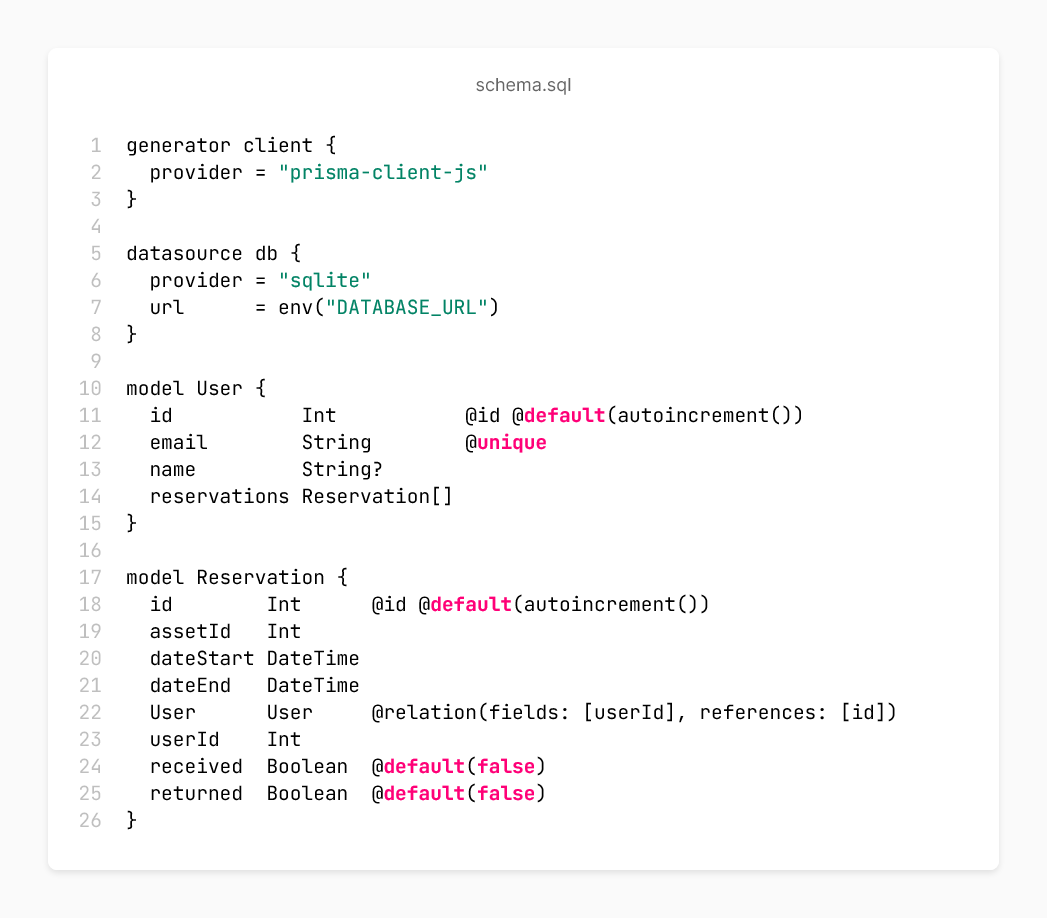 schema.sql
1 generator client {
2   provider = "prisma-client-js"
3 }
4
5 datasource db {
6   provider = "sqlite"
7   url      = env("DATABASE_URL")
8 }
9
10 model User {
11   id           Int           @id @default(autoincrement())
12   email        String        @unique
13   name         String?
14   reservations Reservation[]
15 }
16
17 model Reservation {
18   id        Int      @id @default(autoincrement())
19   assetId   Int
20   dateStart DateTime
21   dateEnd   DateTime
22   User      User     @relation(fields: [userId], references: [id])
23   userId    Int
24   received  Boolean  @default(false)
25   returned  Boolean  @default(false)
26 }